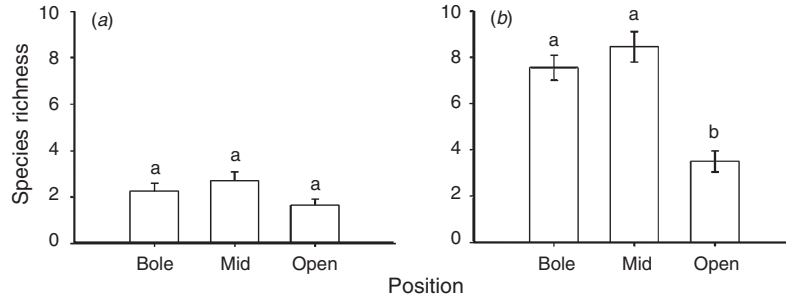 (a)
Species richness
10
8
6
4
2
0
a
a
a
Bole Mid Open
(b)
10
8
6
4
2
0
a
a
b
Bole Mid Open
Position